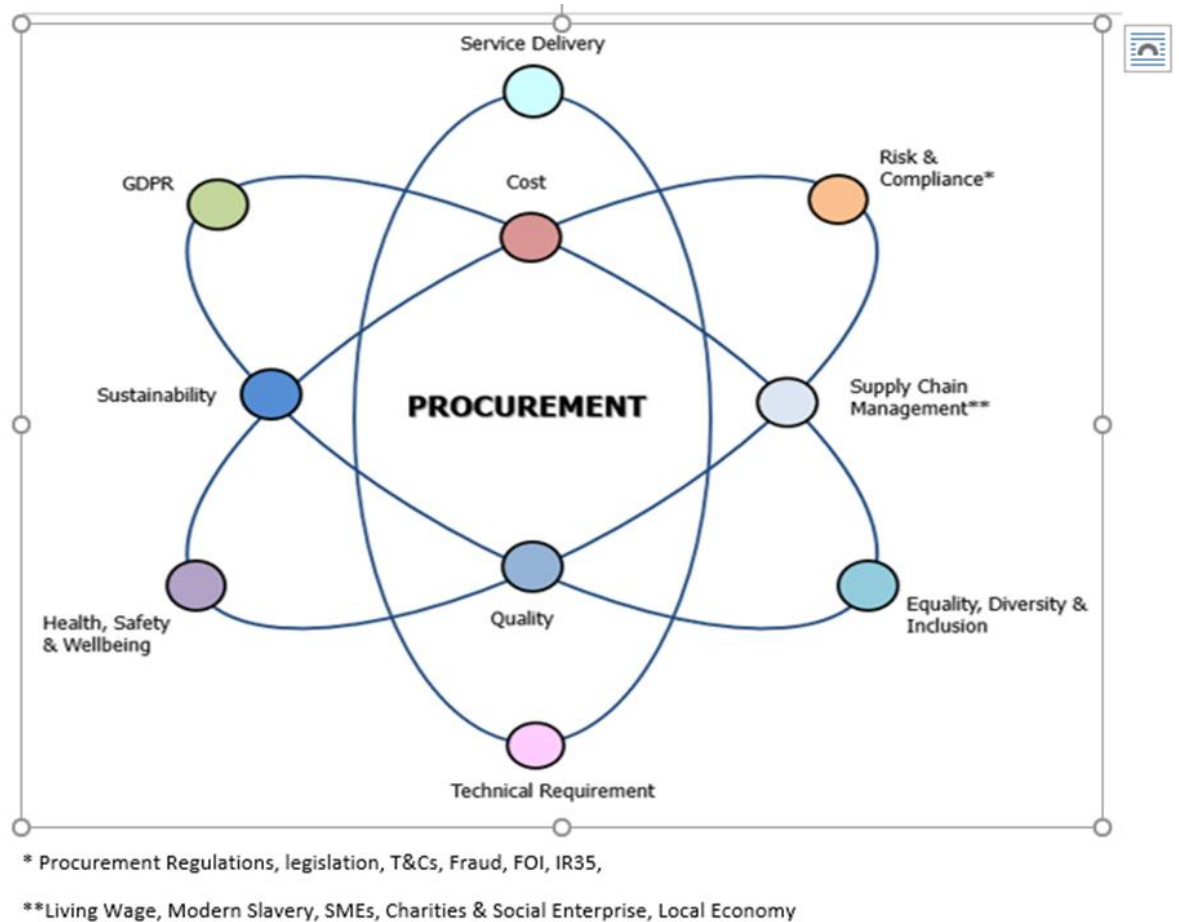 Service Delivery
GDPR
Cost
Risk &
Compliance*
Sustainability
PROCUREMENT
Supply Chain
Management**
Health, Safety
& Wellbeing
Quality
Equality, Diversity &
Inclusion
Technical Requirement
* Procurement Regulations, legislation, T&Cs, Fraud, FOI, IR35,
**Living Wage, Modern Slavery, SMEs, Charities & Social Enterprise, Local Economy